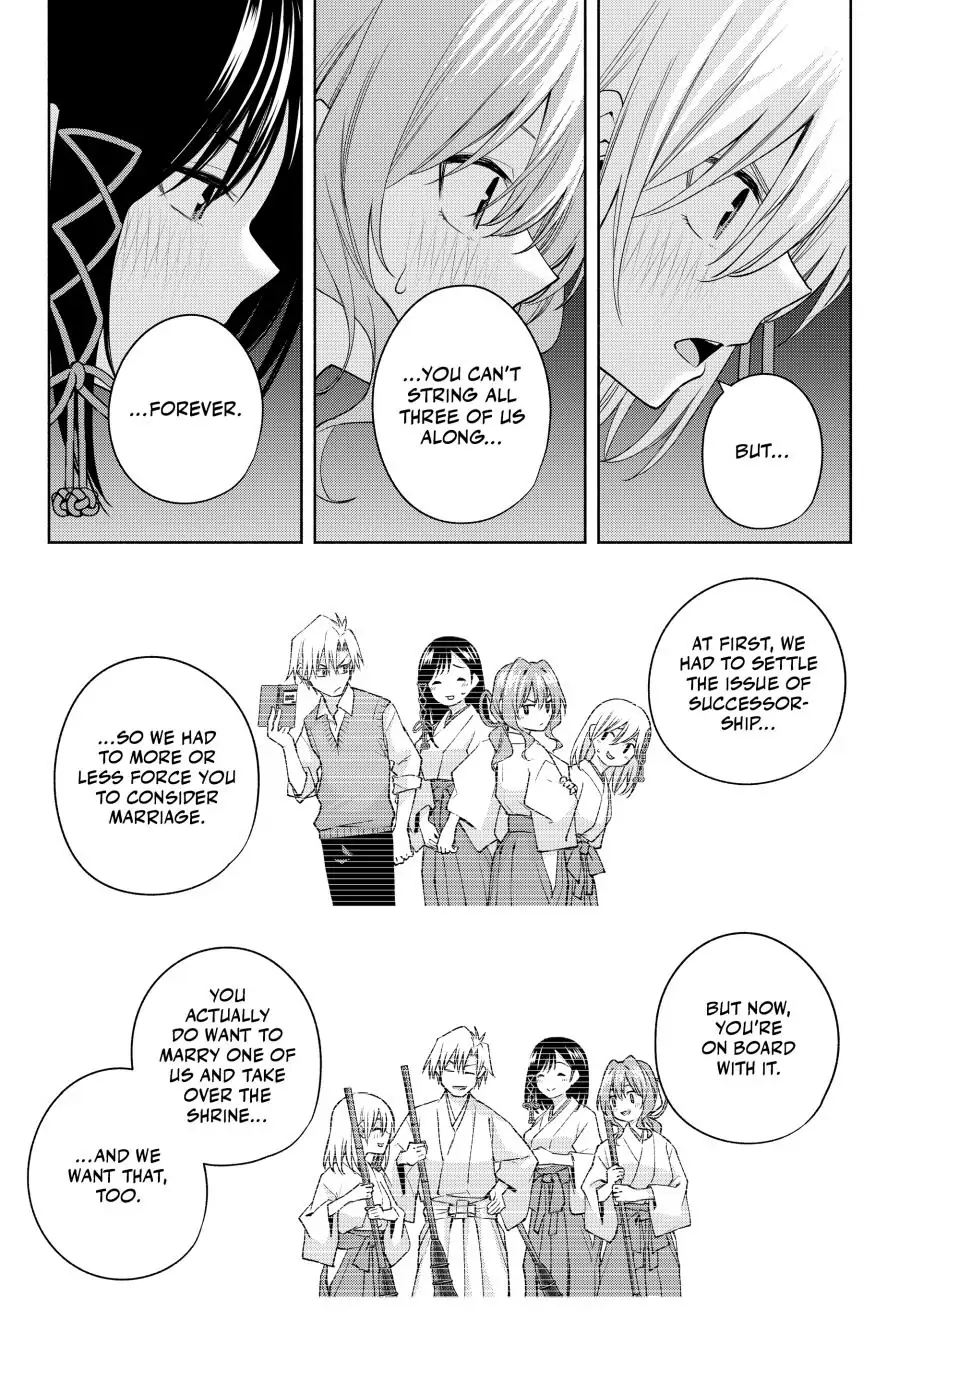 BUT...
...YOU CAN'T
STRING ALL
THREE OF US
ALONG...
...FOREVER.
AT FIRST, WE
HAD TO SETTLE
THE ISSUE OF
SUCCESSOR-
SHIP...
...SO WE HAD
TO MORE OR
LESS FORCE YOU
TO CONSIDER
MARRIAGE.
BUT NOW,
YOU'RE
ON BOARD
WITH IT.
YOU
ACTUALLY
DO WANT TO
MARRY ONE OF
US AND TAKE
OVER THE
SHRINE...
...AND WE
WANT THAT,
TOO.